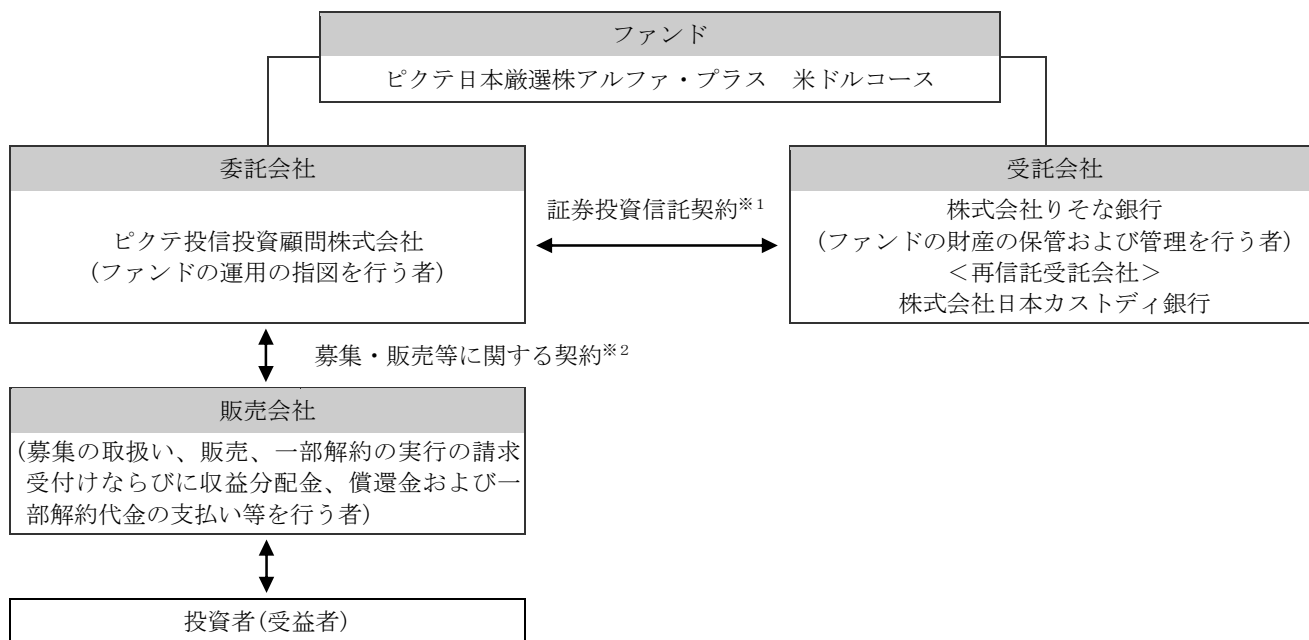 ファンド
ピクテ日本厳選株アルファ・プラス　米ドルコース
委託会社
ピクテ投信投資顧問株式会社
(ファンドの運用の指図を行う者)
証券投資信託契約※1
受託会社
株式会社りそな銀行
(ファンドの財産の保管および管理を行う者)
＜再信託受託会社＞
株式会社日本カストディ銀行
募集・販売等に関する契約※2
販売会社
(募集の取扱い、販売、一部解約の実行の請求
受付けならびに収益分配金、償還金および一
部解約代金の支払い等を行う者)
投資者(受益者)